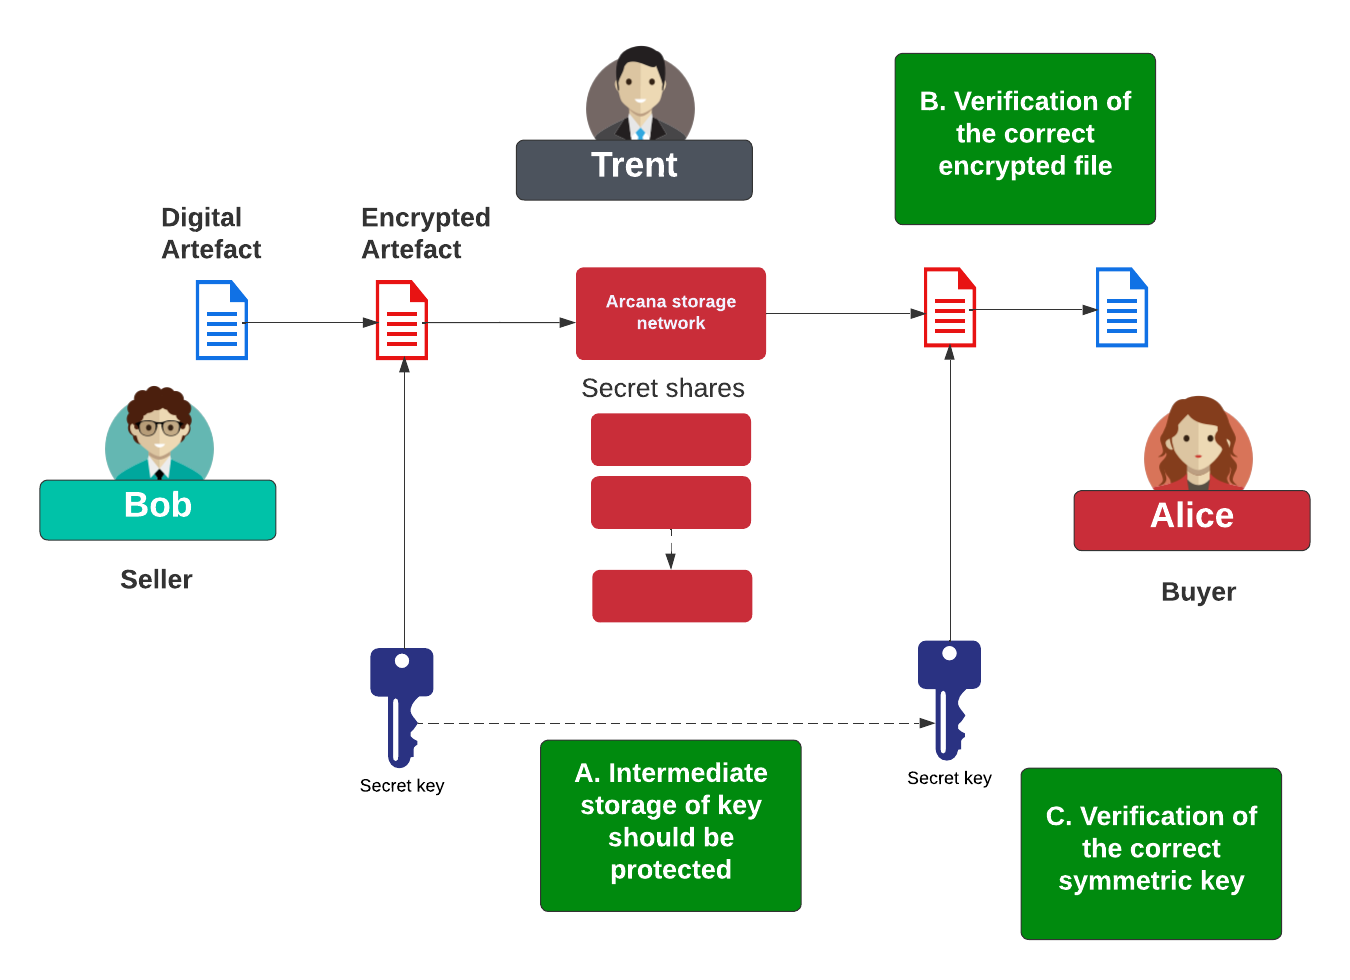 Trent
B. Verification of
the correct
encrypted file
Digital
Artefact
Encrypted
Artefact
Arcana storage
network
Secret shares
Bob
Seller
Alice
Buyer
Secret key
Secret key
A. Intermediate
storage of key
should be
protected
C. Verification of
the correct
symmetric key